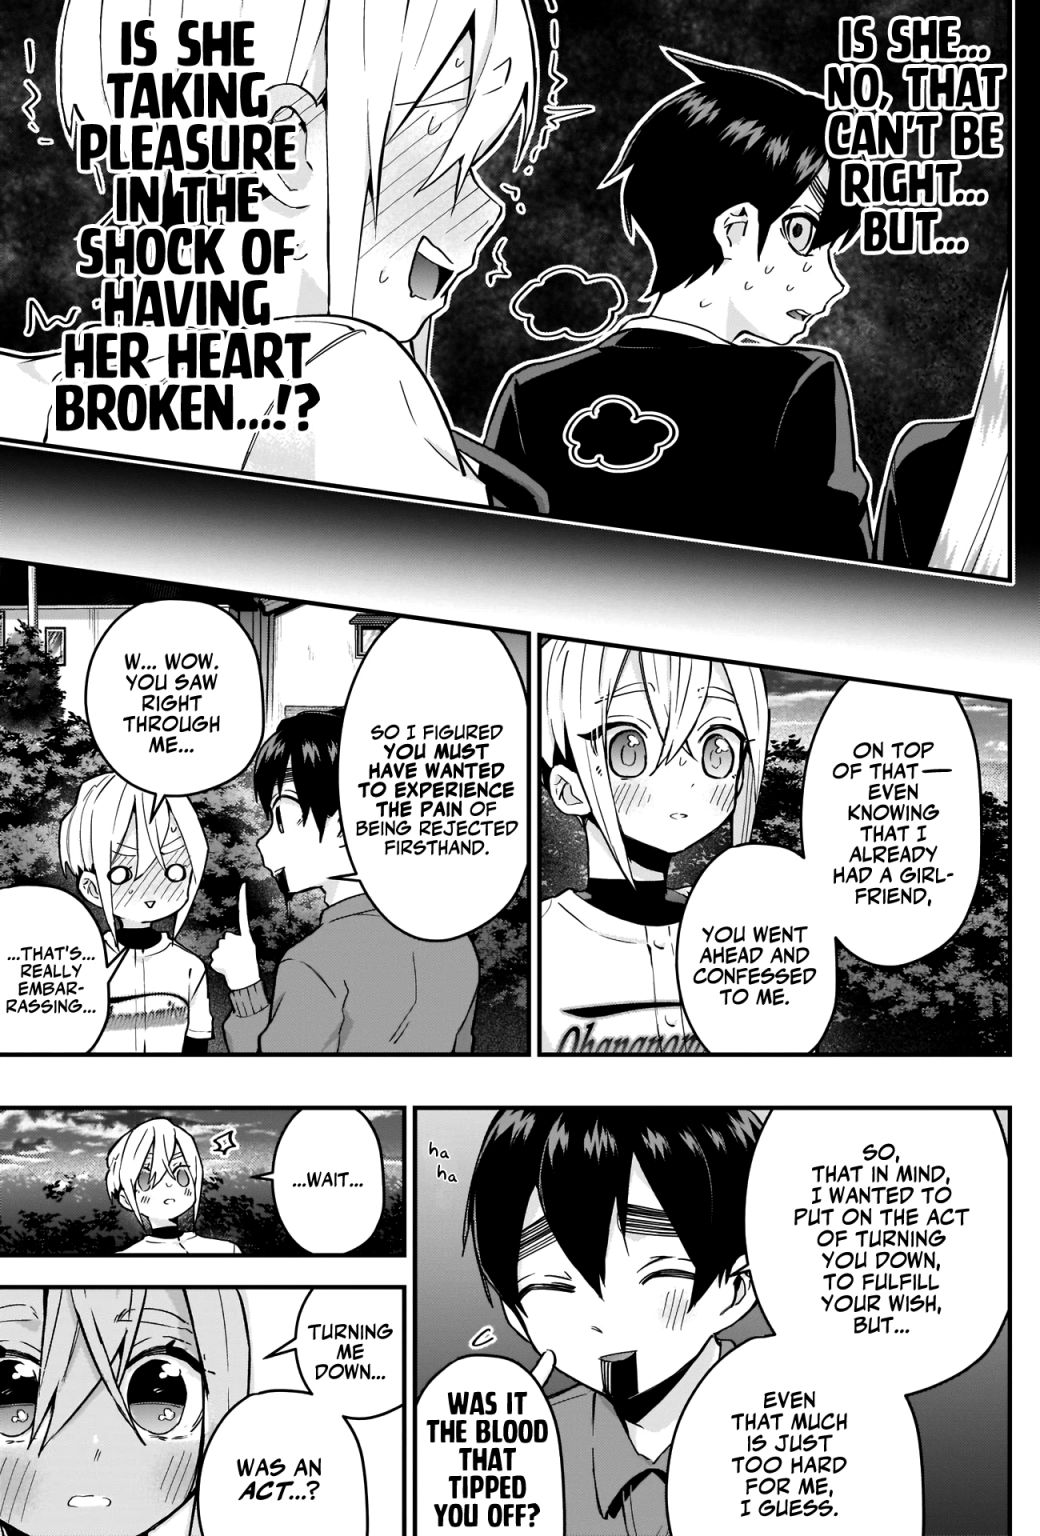 IS SHE...
NO, THAT
CAN'T BE
RIGHT...
BUT...
IS SHE
TAKING
PLEASURE
IN THE
SHOCK OF
HAVING
HER HEART
BROKEN...!?
ON TOP
OF THAT—
EVEN
KNOWING
THAT I
ALREADY
HAD A GIRL-
FRIEND,
YOU WENT
AHEAD AND
CONFESSED
TO ME.
SO I FIGURED
YOU MUST
HAVE WANTED
TO EXPERIENCE
THE PAIN OF
BEING REJECTED
FIRSTHAND.
W... WOW.
YOU SAW
RIGHT
THROUGH
ME...
...THAT'S...
REALLY
EMBAR-
RASSING...
SO,
THAT IN MIND,
I WANTED TO
PUT ON THE ACT
OF TURNING
YOU DOWN,
TO FULFILL
YOUR WISH,
BUT...
EVEN
THAT MUCH
IS JUST
TOO HARD
FOR ME,
I GUESS.
ha
ha
WAS IT
THE BLOOD
THAT
TIPPED
YOU OFF?
...WAIT...
TURNING
ME
DOWN...
WAS AN
ACT...?